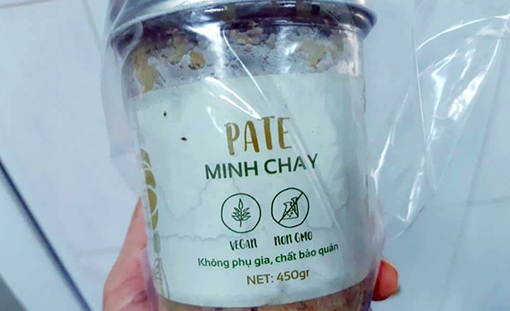 PATE
MINH CHAY
VEGAN NON GMO
Không phụ gia, chất bảo quản
NET: 450gr